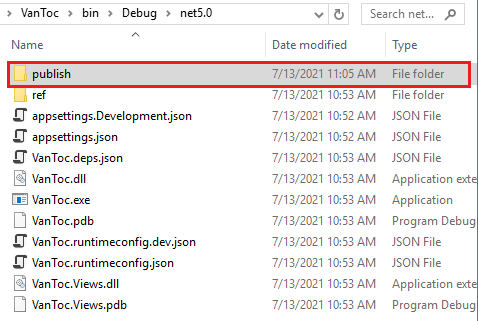 VanToc > bin > Debug > net5.0 Search net...
Name Date modified Type
publish 7/13/2021 11:05 AM File folder
ref 7/13/2021 10:53 AM File folder
appsettings.Development.json 7/13/2021 10:53 AM JSON File
appsettings.json 7/13/2021 10:53 AM JSON File
VanToc.deps.json 7/13/2021 10:53 AM JSON File
VanToc.dll 7/13/2021 10:53 AM Application exte
VanToc.exe 7/13/2021 10:53 AM Application
VanToc.pdb 7/13/2021 10:53 AM Program Debug
VanToc.runtimeconfig.dev.json 7/13/2021 10:53 AM JSON File
VanToc.runtimeconfig.json 7/13/2021 10:53 AM JSON File
VanToc.Views.dll 7/13/2021 10:53 AM Application exte
VanToc.Views.pdb 7/13/2021 10:53 AM Program Debug